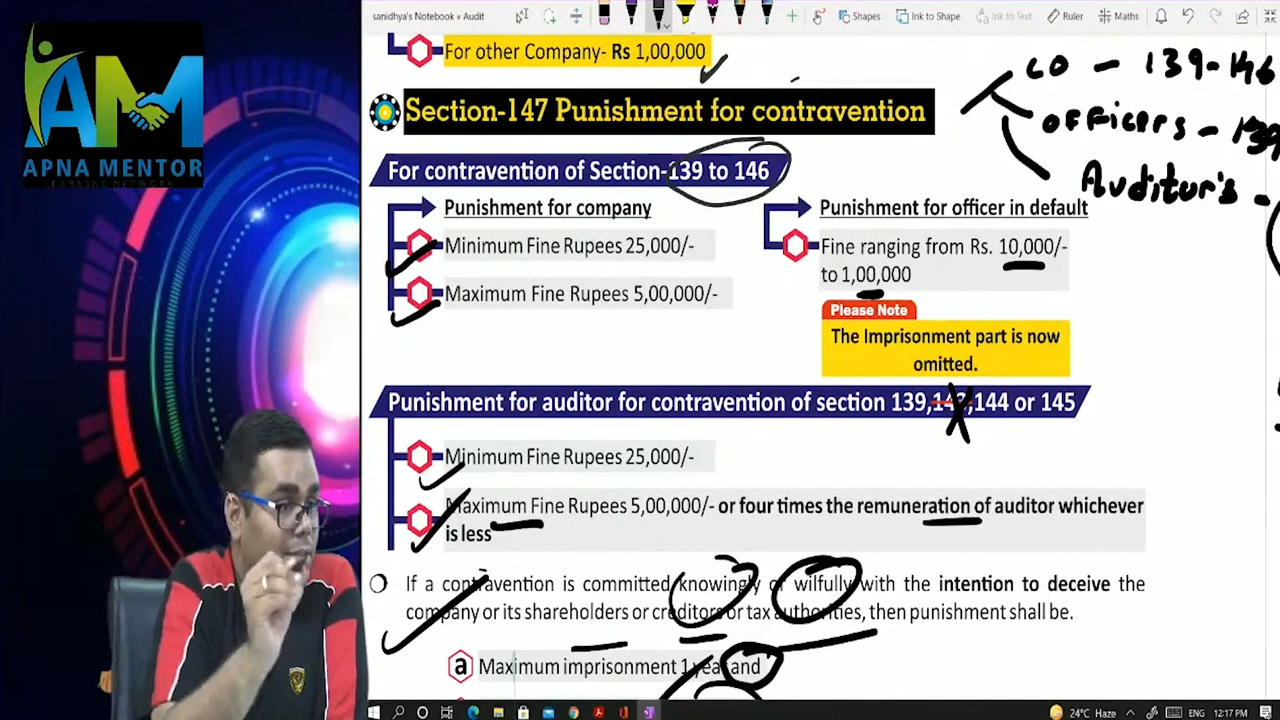 sanidhya's Notebook » Audit
Shapes
Ink to Shape
Ink to Text
Ruler
Maths
For other Company- Rs 1,00,000
AM
APNA MENTOR
LEARNING NETWORK
Section-147 Punishment for contravention
CO - 139-146
OFFICERS - 139
Auditor's -
For contravention of Section-139 to 146
Punishment for company
Minimum Fine Rupees 25,000/-
Maximum Fine Rupees 5,00,000/-
Punishment for officer in default
Fine ranging from Rs. 10,000/-
to 1,00,000
Please Note
The Imprisonment part is now
omitted.
Punishment for auditor for contravention of section 139,143,144 or 145
Minimum Fine Rupees 25,000/-
Maximum Fine Rupees 5,00,000/- or four times the remuneration of auditor whichever
is less
If a contravention is committed knowingly or wilfully with the intention to deceive the
company or its shareholders or creditors or tax authorities, then punishment shall be.
a Maximum imprisonment 1 year and
24°C Haze
ENG
12:17 PM